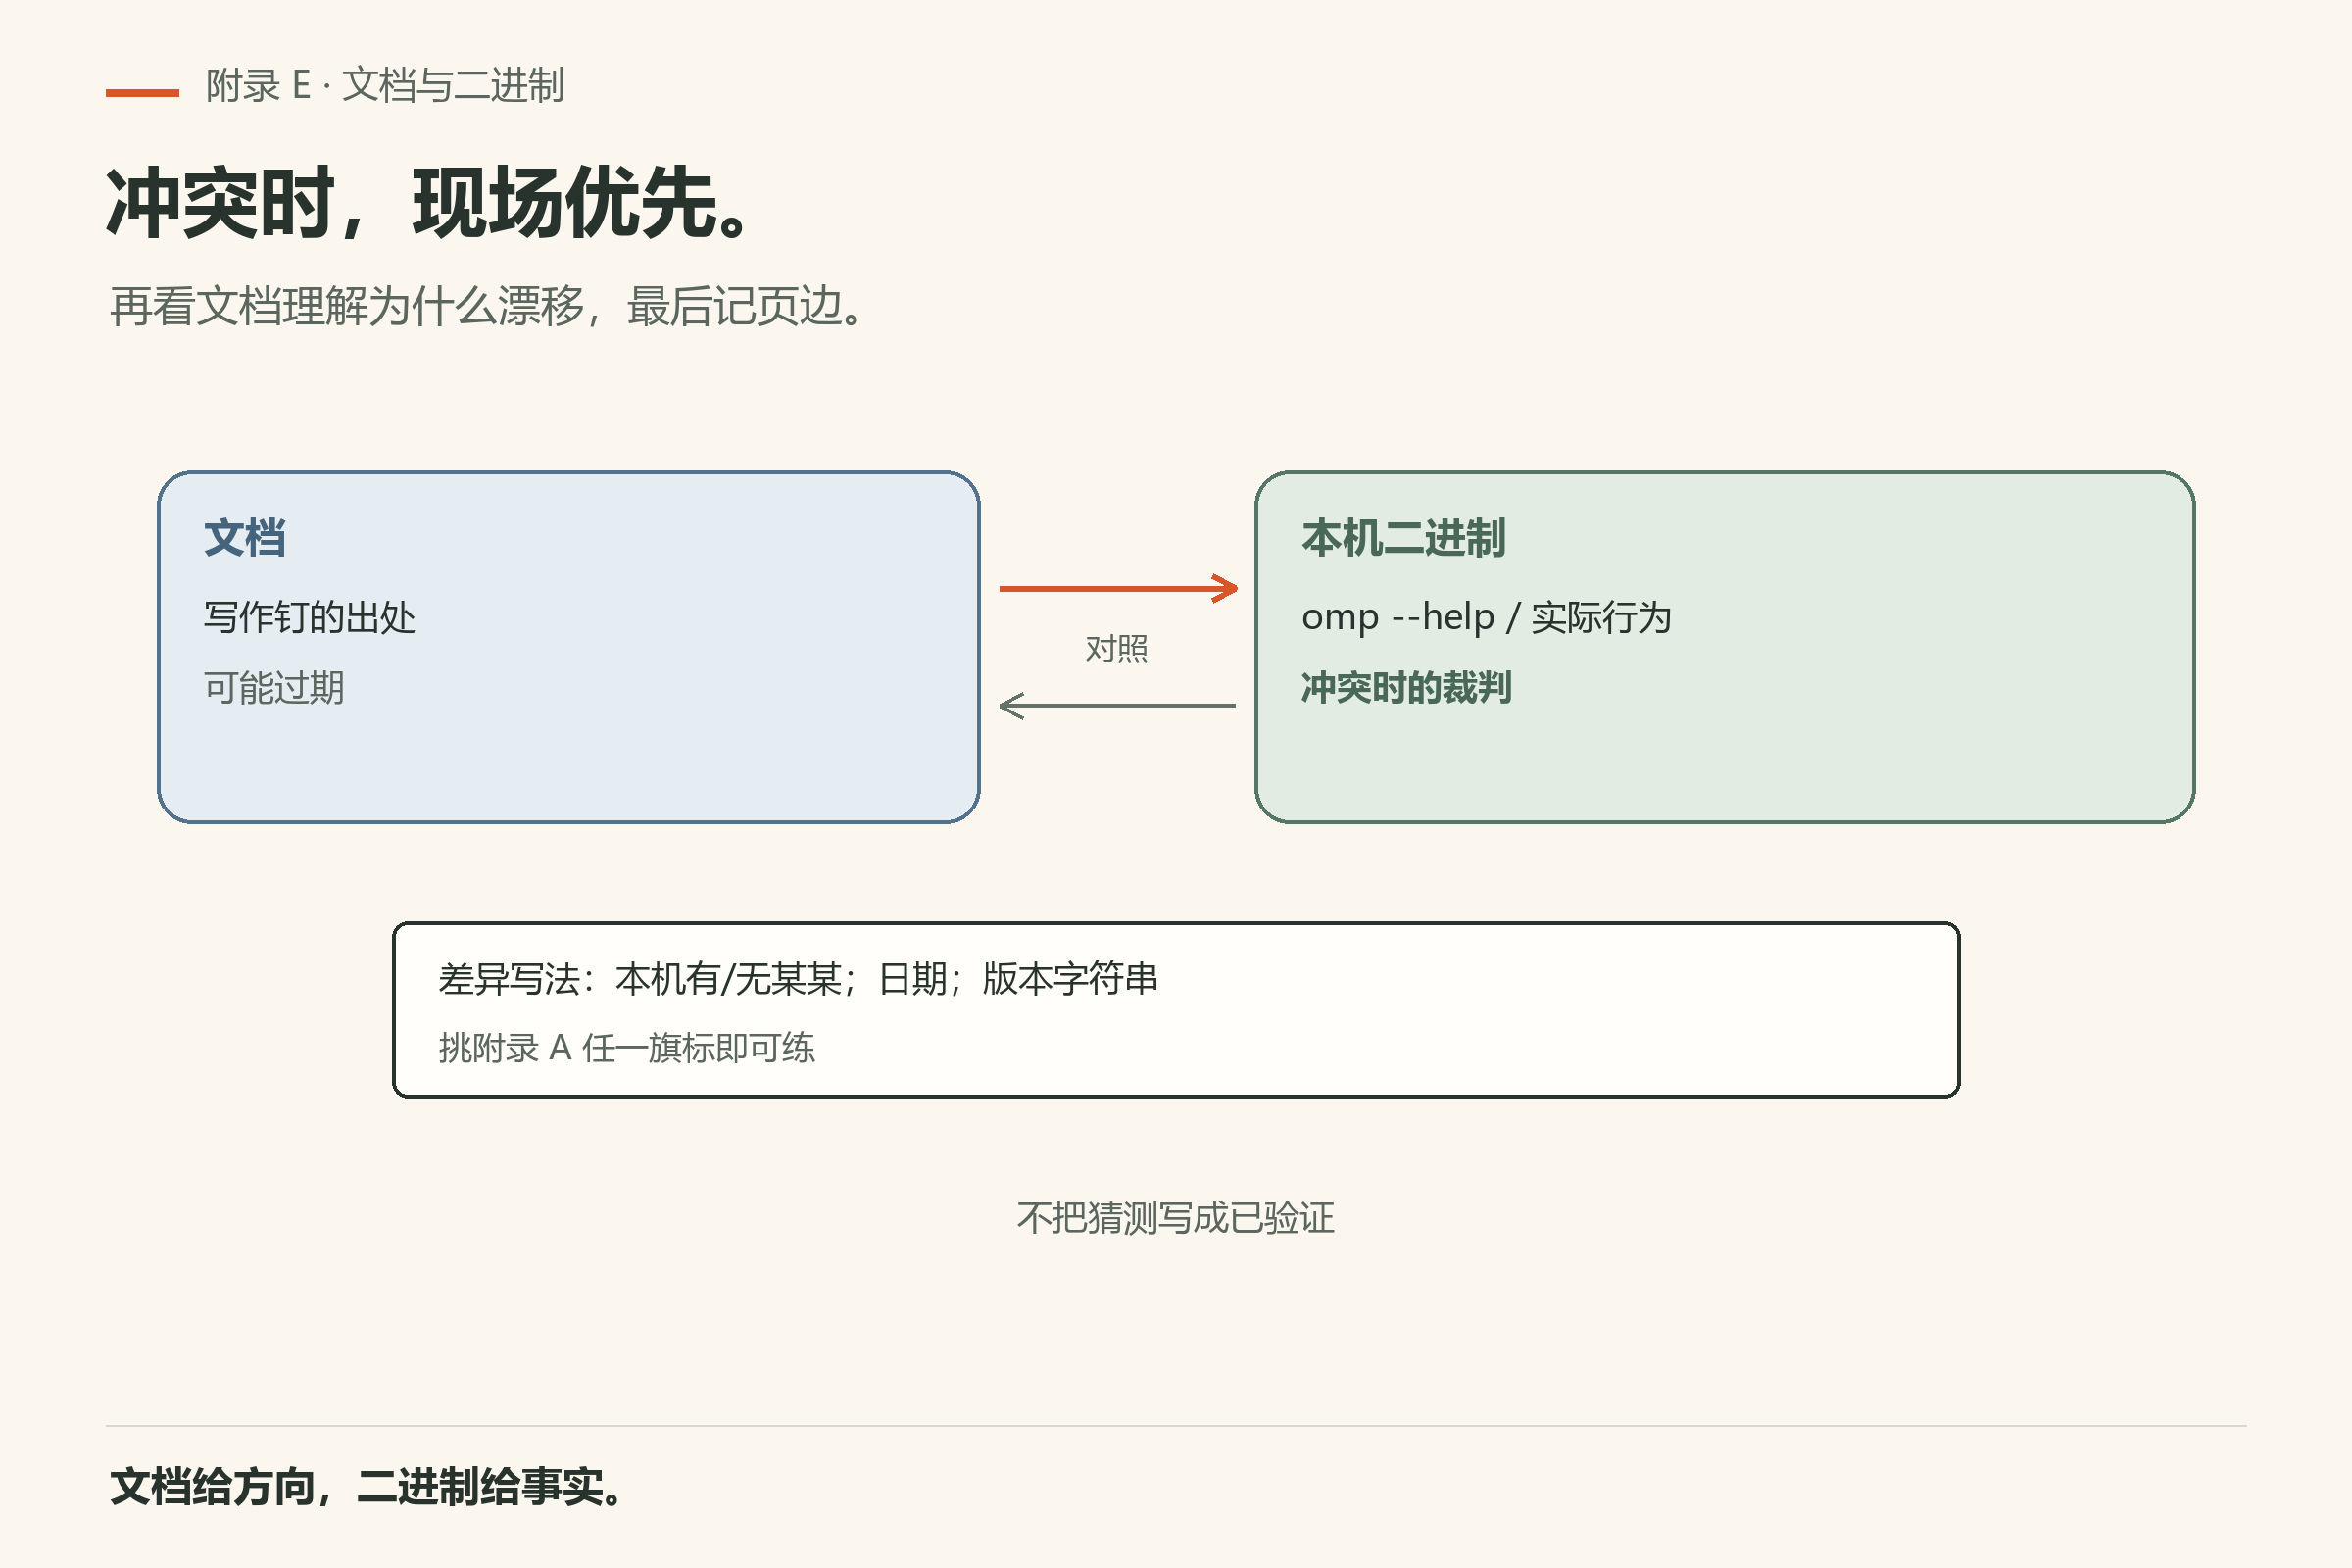 附录 E · 文档与二进制
冲突时，现场优先。
再看文档理解为什么漂移，最后记页边。
文档
写作钉的出处
可能过期
对照
本机二进制
omp --help / 实际行为
冲突时的裁判
差异写法：本机有/无某某；日期；版本字符串
挑附录 A 任一旗标即可练
不把猜测写成已验证
文档给方向，二进制给事实。